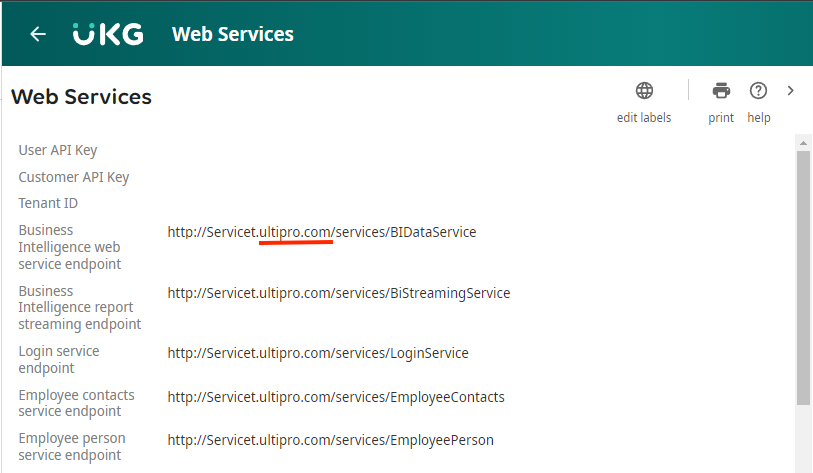 UKG Web Services
Web Services
edit labels print help
User API Key
Customer API Key
Tenant ID
Business
Intelligence web
service endpoint
http://Servicet.ultipro.com/services/BIDataService
Business
Intelligence report
streaming endpoint
http://Servicet.ultipro.com/services/BiStreamingService
Login service
endpoint
http://Servicet.ultipro.com/services/LoginService
Employee contacts
service endpoint
http://Servicet.ultipro.com/services/EmployeeContacts
Employee person
service endpoint
http://Servicet.ultipro.com/services/EmployeePerson